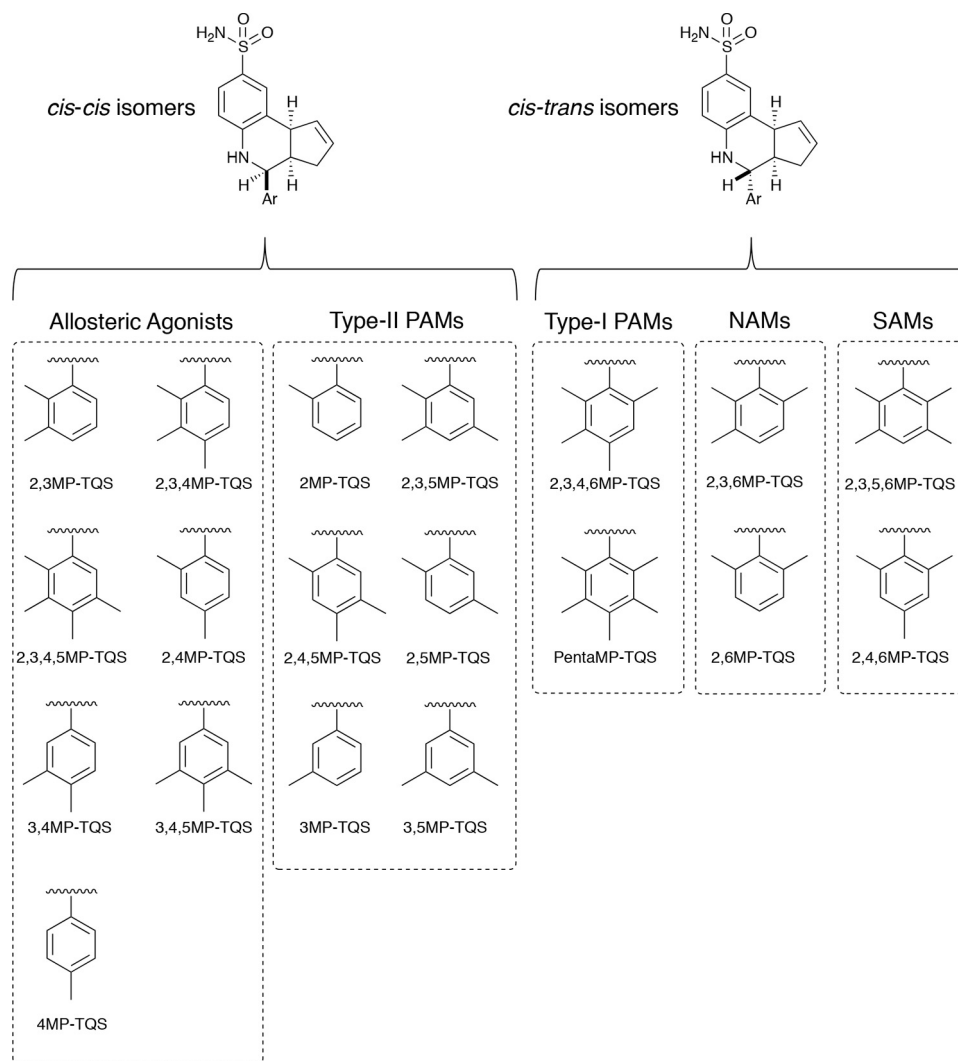 H₂N O O
S
cis-cis isomers
H
HN
H H
Ar
H₂N O O
S
cis-trans isomers
H
HN
H H
Ar
Allosteric Agonists
Type-II PAMs
Type-I PAMs
NAMs
SAMs
2,3MP-TQS
2,3,4MP-TQS
2MP-TQS
2,3,5MP-TQS
2,3,4,6MP-TQS
2,3,6MP-TQS
2,3,5,6MP-TQS
2,3,4,5MP-TQS
2,4MP-TQS
2,4,5MP-TQS
2,5MP-TQS
PentaMP-TQS
2,6MP-TQS
2,4,6MP-TQS
3,4MP-TQS
3,4,5MP-TQS
3MP-TQS
3,5MP-TQS
4MP-TQS